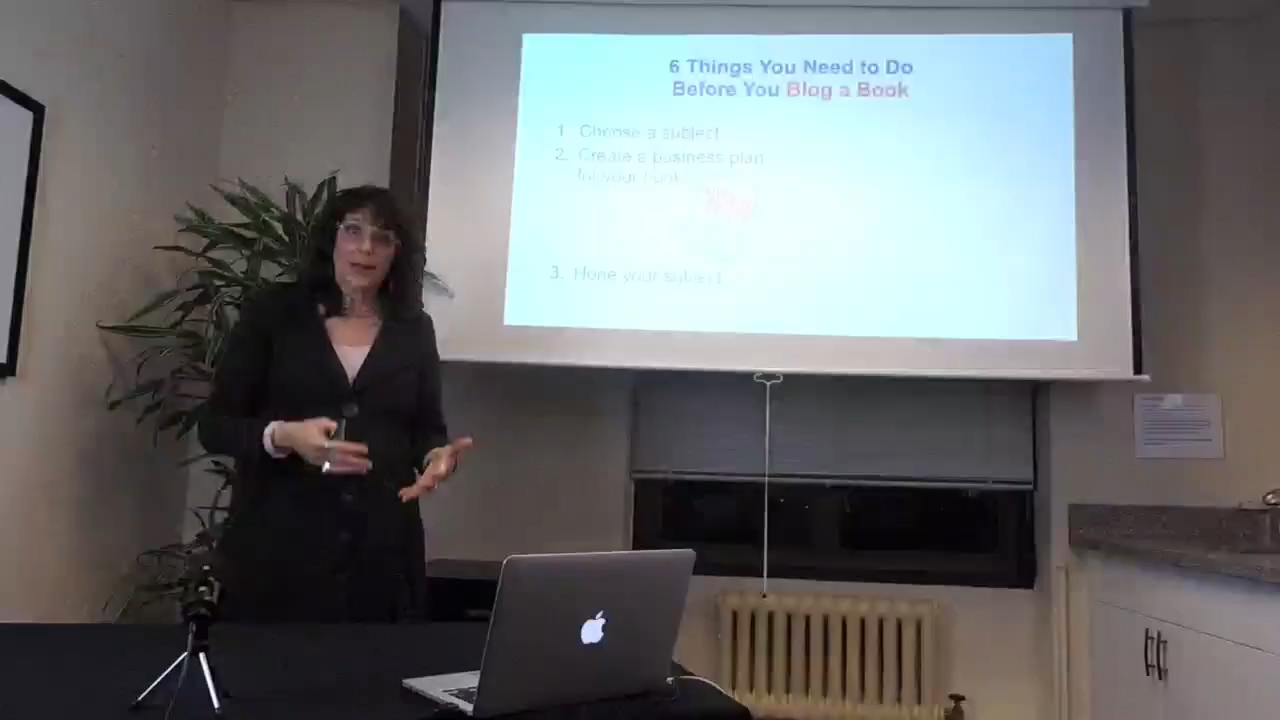 6 Things You Need to Do
Before You Blog a Book
1. Choose a subject
2. Create a business plan
for your book
3. Hone your subject